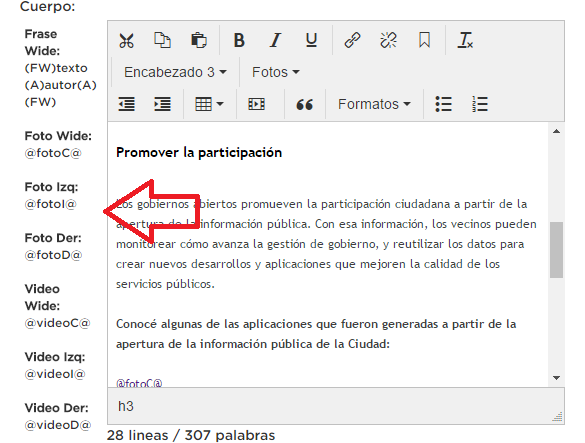 Cuerpo:
Frase
Wide:
(FW)texto
(A)autor(A)
(FW)
Foto Wide:
@fotoC@
Foto Izq:
@fotoI@
Foto Der:
@fotoD@
Video
Wide:
@videoC@
Video Izq:
@videoI@
Video Der:
@videoD@
B I U
Encabezado 3 Fotos
Formatos
Promover la participación
Los gobiernos abiertos promueven la participación ciudadana a partir de la
apertura de la información pública. Con esa información, los vecinos pueden
monitorear cómo avanza la gestión de gobierno, y reutilizar los datos para
crear nuevos desarrollos y aplicaciones que mejoren la calidad de los
servicios públicos.
Conocé algunas de las aplicaciones que fueron generadas a partir de la
apertura de la información pública de la Ciudad:
@fotoC@
h3
28 lineas / 307 palabras